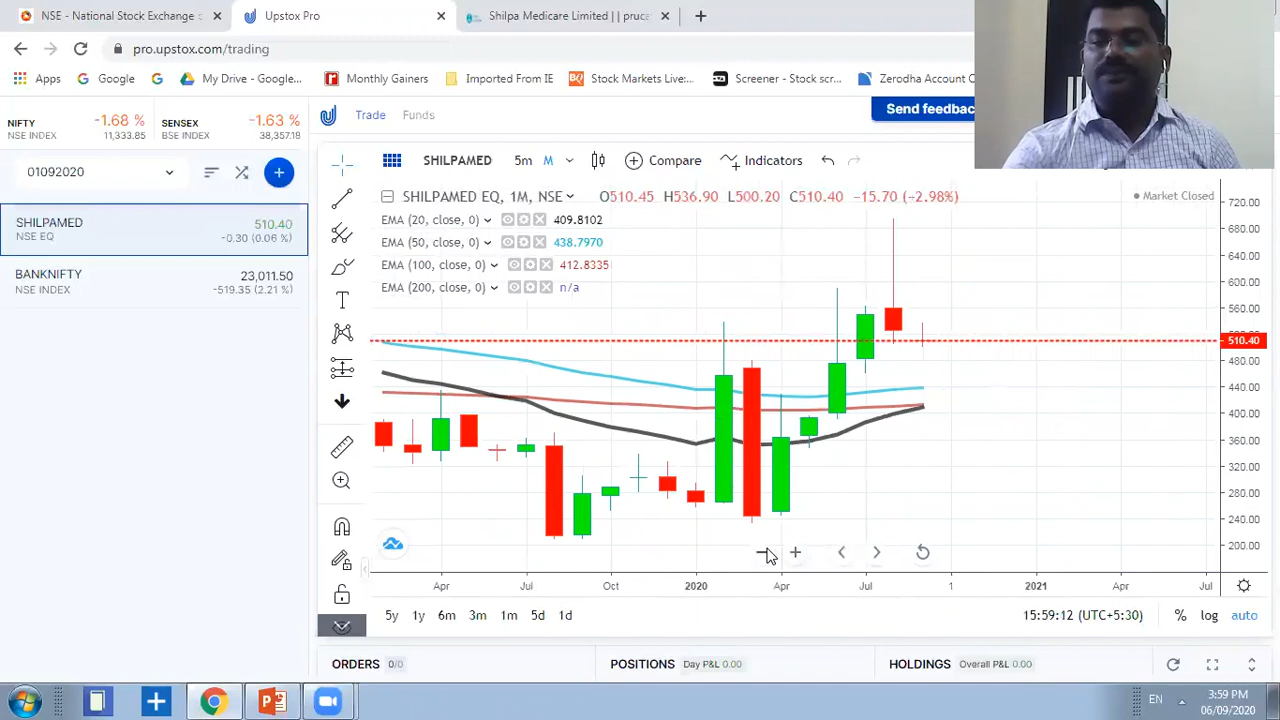 NSE - National Stock Exchange
Upstox Pro
Shilpa Medicare Limited || pruca
pro.upstox.com/trading
Apps
Google
My Drive - Google...
Monthly Gainers
Imported From IE
Stock Markets Live:...
Screener - Stock scr...
Zerodha Account O
NIFTY -1.68 %
NSE INDEX 11,333.85
SENSEX -1.63 %
BSE INDEX 38,357.18
Trade
Funds
Send feedbac
01092020
SHILPAMED 510.40
NSE EQ -0.30 (0.06 %)
BANKNIFTY 23,011.50
NSE INDEX -519.35 (2.21 %)
SHILPAMED 5m M Compare Indicators
SHILPAMED EQ, 1M, NSE O510.45 H536.90 L500.20 C510.40 -15.70 (-2.98%)
Market Closed
EMA (20, close, 0) 409.8102
EMA (50, close, 0) 438.7970
EMA (100, close, 0) 412.8335
EMA (200, close, 0) n/a
720.00
680.00
640.00
600.00
560.00
510.40
480.00
440.00
400.00
360.00
320.00
280.00
240.00
200.00
Apr Jul Oct 2020 Apr Jul 1 2021 Apr Jul
5y 1y 6m 3m 1m 5d 1d
15:59:12 (UTC+5:30) % log auto
ORDERS 0/0
POSITIONS Day P&L 0.00
HOLDINGS Overall P&L 0.00
EN
3:59 PM
06/09/2020